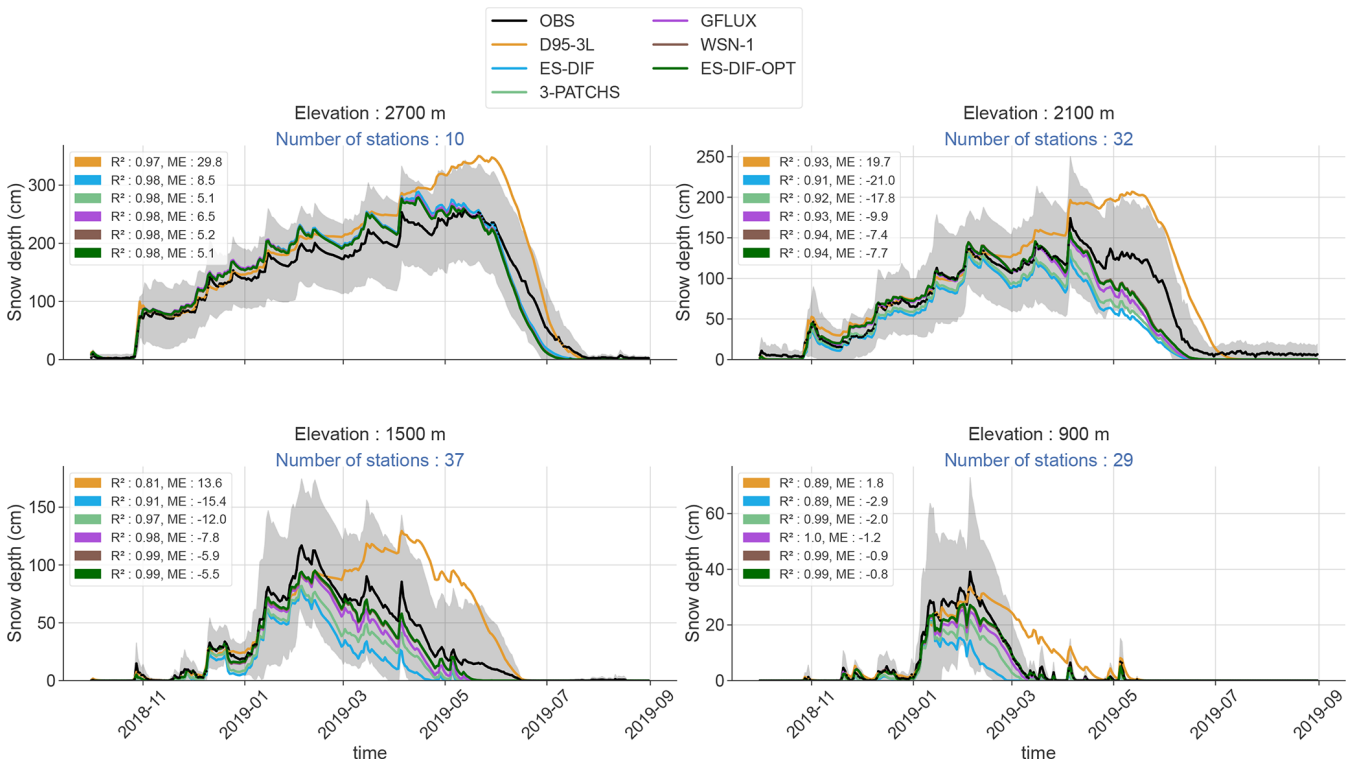 OBS
D95-3L
ES-DIF
3-PATCHS
GFLUX
WSN-1
ES-DIF-OPT
Elevation : 2700 m
Number of stations : 10
R² : 0.97, ME : 29.8
R² : 0.98, ME : 8.5
R² : 0.98, ME : 5.1
R² : 0.98, ME : 6.5
R² : 0.98, ME : 5.2
R² : 0.98, ME : 5.1
Snow depth (cm)
300
200
100
0
Elevation : 2100 m
Number of stations : 32
R² : 0.93, ME : 19.7
R² : 0.91, ME : -21.0
R² : 0.92, ME : -17.8
R² : 0.93, ME : -9.9
R² : 0.94, ME : -7.4
R² : 0.94, ME : -7.7
Snow depth (cm)
250
200
150
100
50
0
Elevation : 1500 m
Number of stations : 37
R² : 0.81, ME : 13.6
R² : 0.91, ME : -15.4
R² : 0.97, ME : -12.0
R² : 0.98, ME : -7.8
R² : 0.99, ME : -5.9
R² : 0.99, ME : -5.5
Snow depth (cm)
150
100
50
0
2018-11
2019-01
2019-03
2019-05
2019-07
2019-09
time
Elevation : 900 m
Number of stations : 29
R² : 0.89, ME : 1.8
R² : 0.89, ME : -2.9
R² : 0.99, ME : -2.0
R² : 1.0, ME : -1.2
R² : 0.99, ME : -0.9
R² : 0.99, ME : -0.8
Snow depth (cm)
60
40
20
0
2018-11
2019-01
2019-03
2019-05
2019-07
2019-09
time